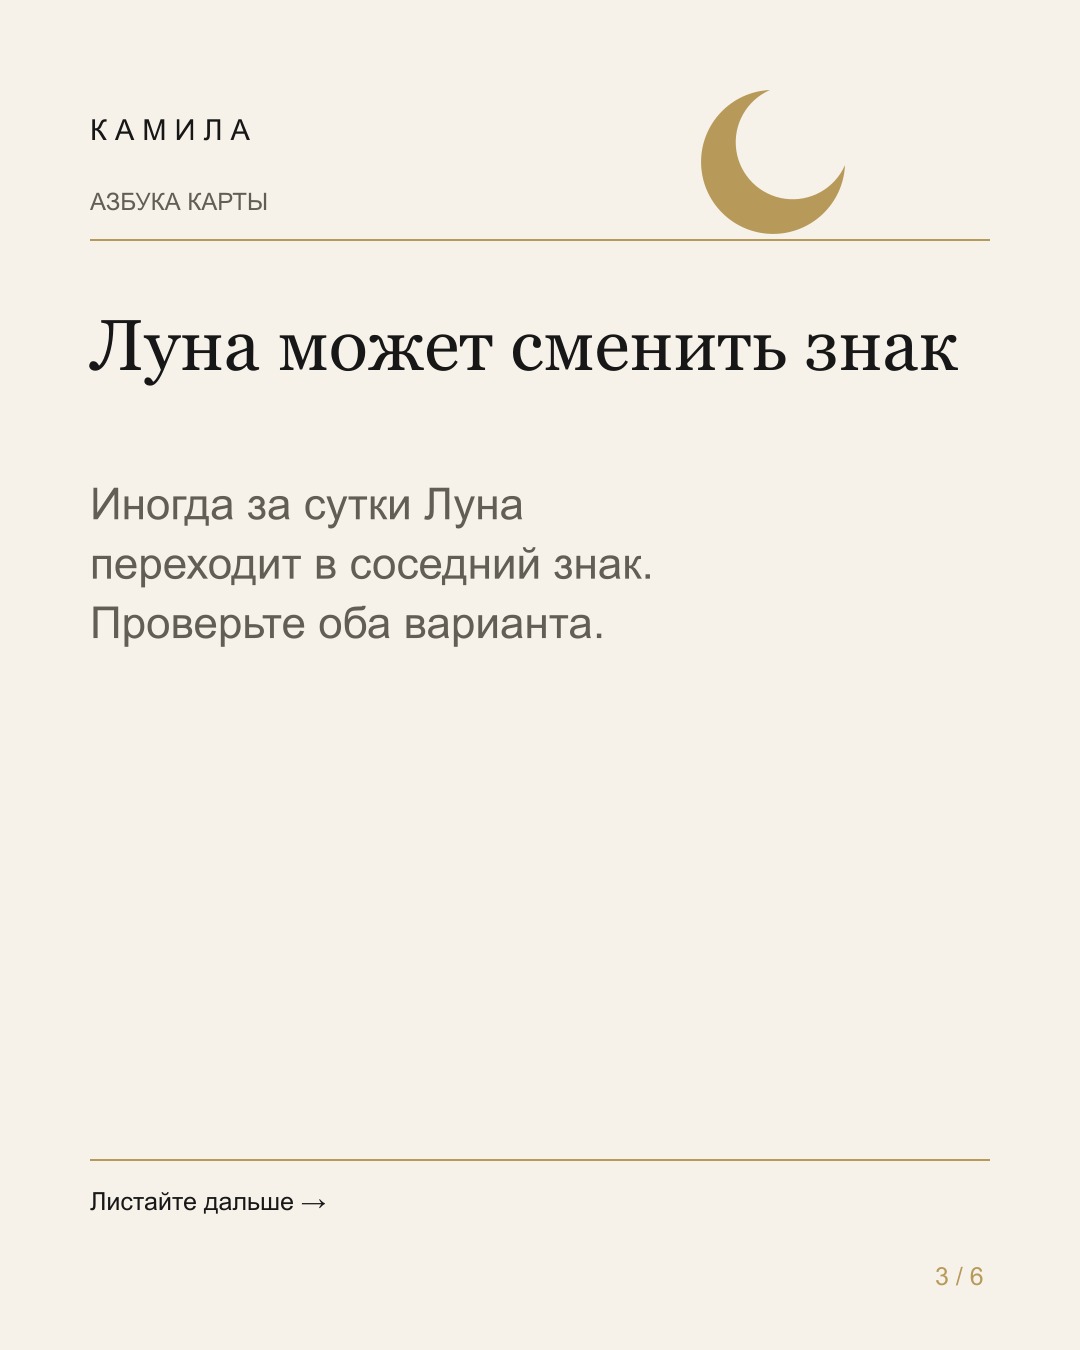 КАМИЛА
АЗБУКА КАРТЫ
Луна может сменить знак
Иногда за сутки Луна
переходит в соседний знак.
Проверьте оба варианта.
Листайте дальше →
3 / 6